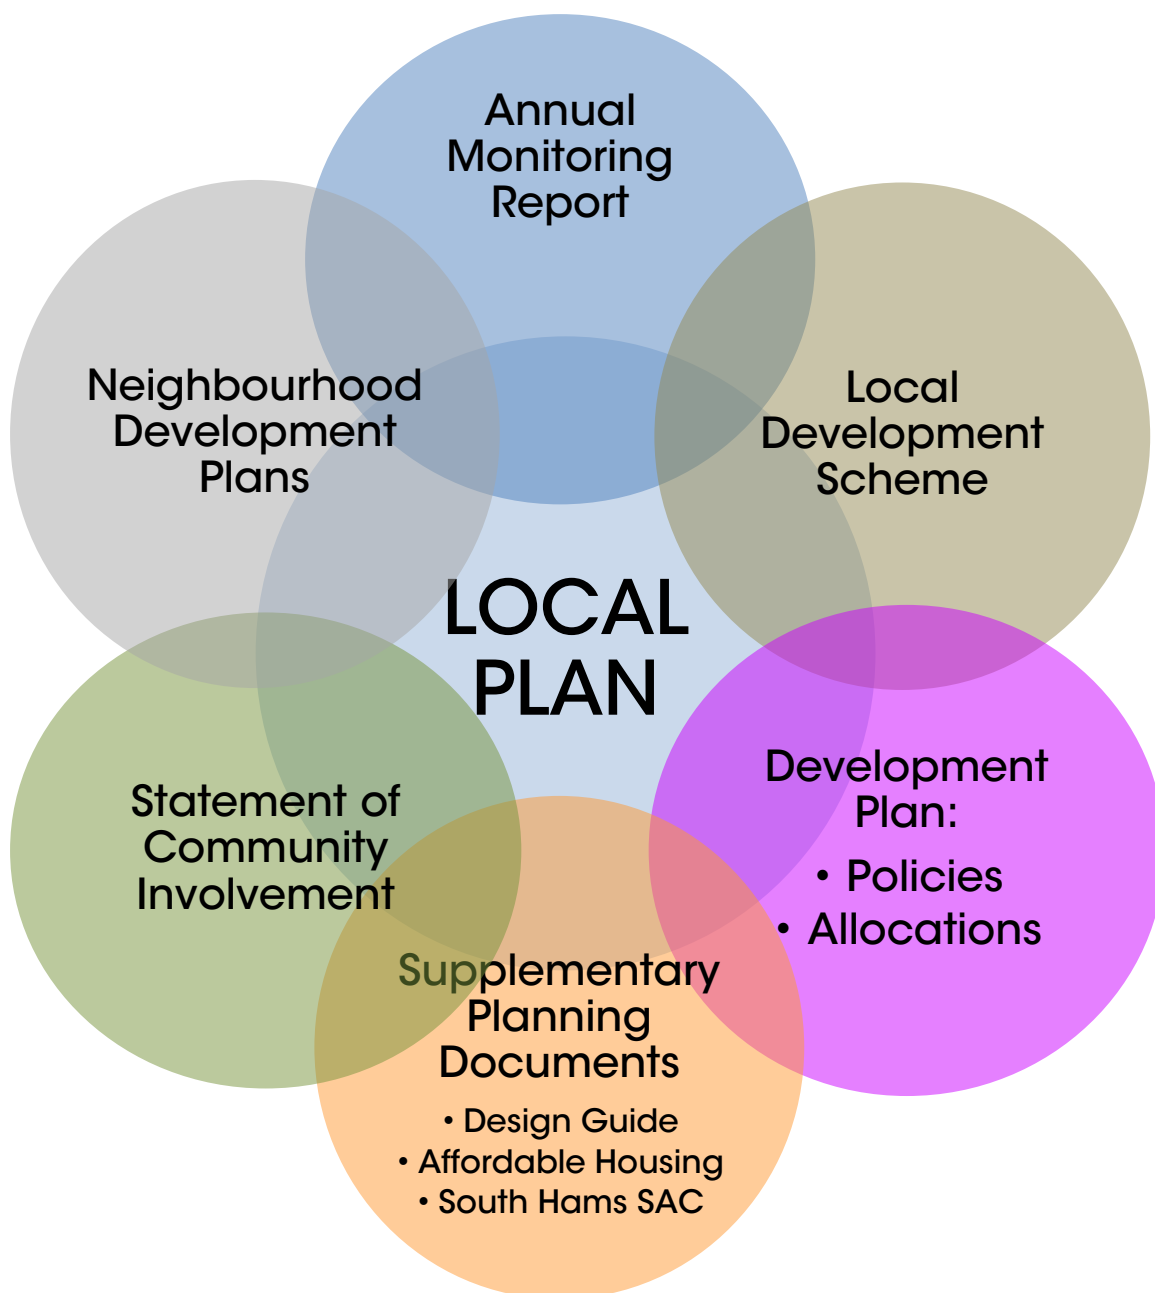 Annual
Monitoring
Report
Neighbourhood
Development
Plans
Local
Development
Scheme
LOCAL
PLAN
Development
Plan:
• Policies
• Allocations
Statement of
Community
Involvement
Supplementary
Planning
Documents
• Design Guide
• Affordable Housing
• South Hams SAC